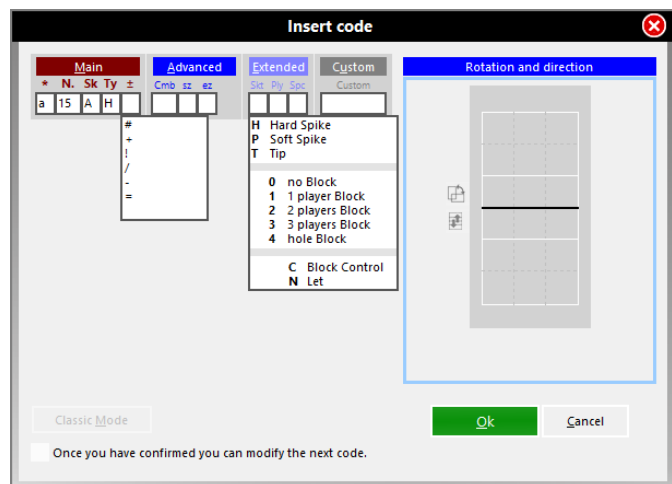 Insert code
Main Advanced Extended Custom Rotation and direction
* N. Sk Ty ± Cmb sz ez Skt Ply Spc Custom
a 15 A H
#
+
!
/
-
=
H Hard Spike
P Soft Spike
T Tip
0 no Block
1 1 player Block
2 2 players Block
3 3 players Block
4 hole Block
C Block Control
N Let
Classic Mode
Ok Cancel
Once you have confirmed you can modify the next code.